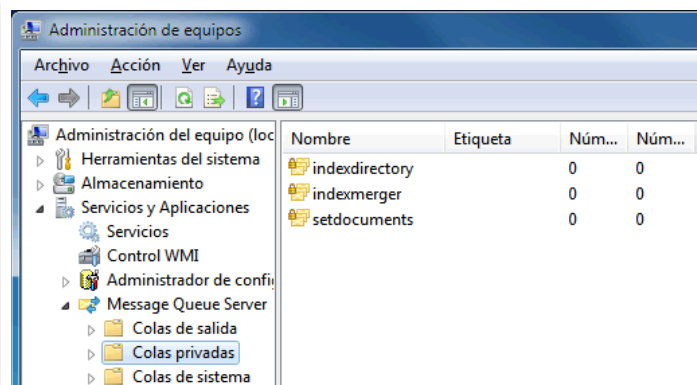 Administración de equipos
Archivo Acción Ver Ayuda
Administración del equipo (loc
Herramientas del sistema
Almacenamiento
Servicios y Aplicaciones
Servicios
Control WMI
Administrador de config
Message Queue Server
Colas de salida
Colas privadas
Colas de sistema
Nombre Etiqueta Núm... Núm...
indexdirectory 0 0
indexmerger 0 0
setdocuments 0 0